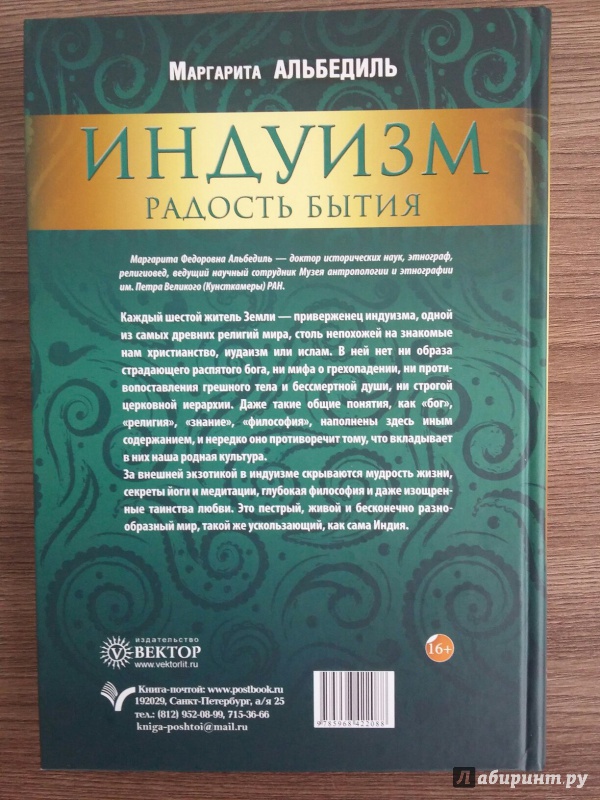 МАРГАРИТА АЛЬБЕДИЛЬ
ИНДУИЗМ
РАДОСТЬ БЫТИЯ
Маргарита Федоровна Альбедиль — доктор исторических наук, этнограф,
религиовед, ведущий научный сотрудник Музея антропологии и этнографии
им. Петра Великого (Кунсткамеры) РАН.
Каждый шестой житель Земли — приверженец индуизма, одной
из самых древних религий мира, столь непохожей на знакомые
нам христианство, иудаизм или ислам. В ней нет ни образа
страдающего распятого бога, ни мифа о грехопадении, ни проти-
вопоставления грешного тела и бессмертной души, ни строгой
церковной иерархии. Даже такие общие понятия, как «бог»,
«религия», «знание», «философия», наполнены здесь иным
содержанием, и нередко оно противоречит тому, что вкладывает
в них наша родная культура.
За внешней экзотикой в индуизме скрываются мудрость жизни,
секреты йоги и медитации, глубокая философия и даже изощрен-
ные таинства любви. Это пестрый, живой и бесконечно разно-
образный мир, такой же ускользающий, как сама Индия.
издательство
V ВЕКТОР
www.vektorlit.ru
16+
Книга-почтой: www.postbook.ru
192029, Санкт-Петербург, а/я 25
тел.: (812) 952-08-99, 715-36-66
kniga-poshtoi@mail.ru
9785968422088
Лабиринт.ру